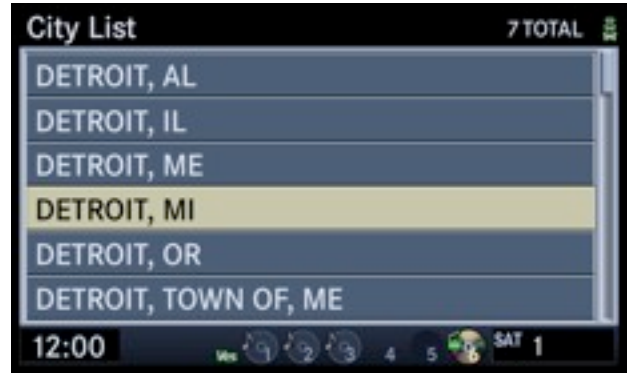 City List 7 TOTAL
DETROIT, AL
DETROIT, IL
DETROIT, ME
DETROIT, MI
DETROIT, OR
DETROIT, TOWN OF, ME
12:00 Ves 1 2 3 4 5 6 SAT 1